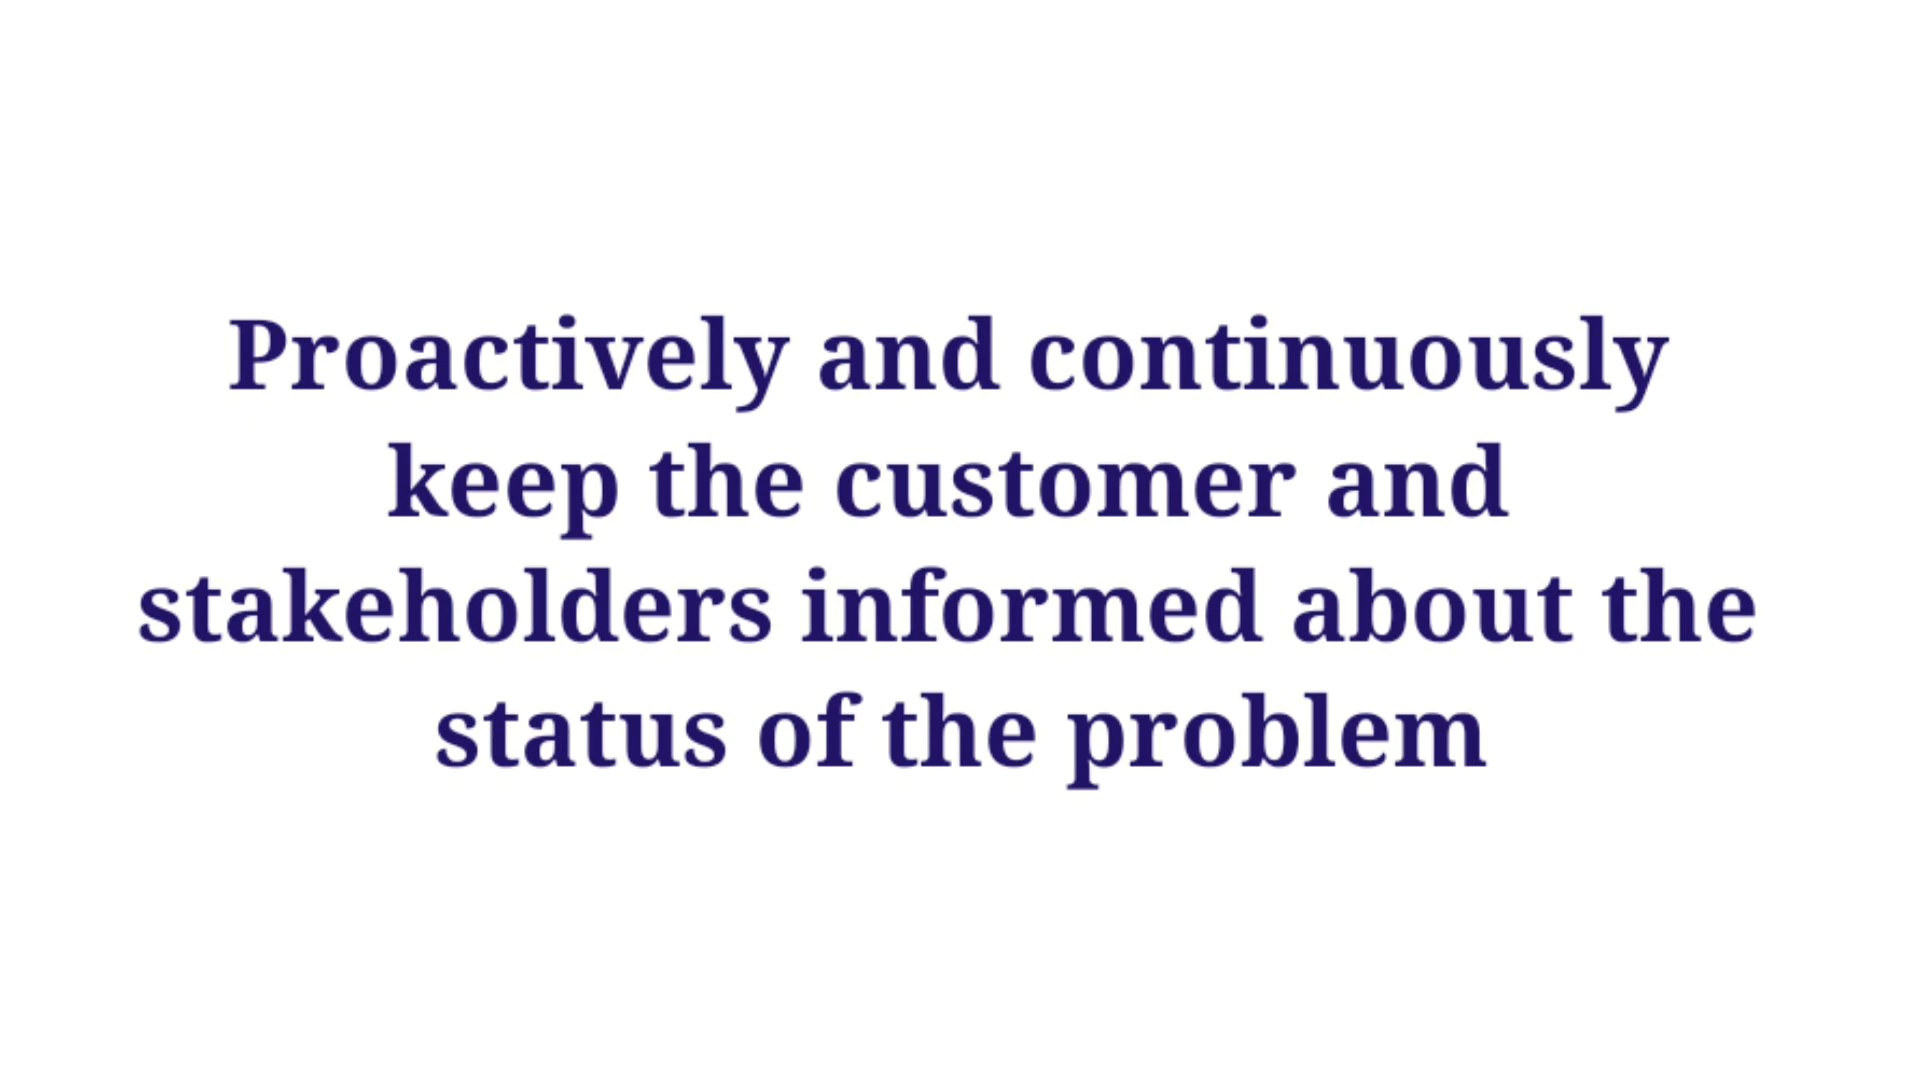 Proactively and continuously
keep the customer and
stakeholders informed about the
status of the problem